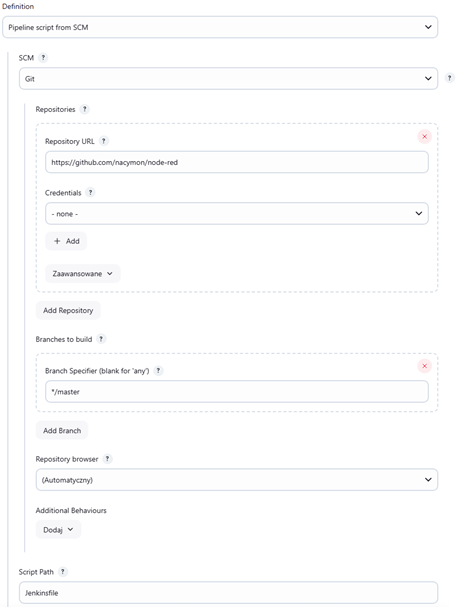 Definition
Pipeline script from SCM
SCM ?
Git
?
Repositories ?
Repository URL ?
https://github.com/nacymon/node-red
Credentials ?
- none -
+ Add
Zaawansowane
Add Repository
Branches to build ?
Branch Specifier (blank for 'any') ?
*/master
Add Branch
Repository browser ?
(Automatyczny)
Additional Behaviours
Dodaj
Script Path ?
Jenkinsfile